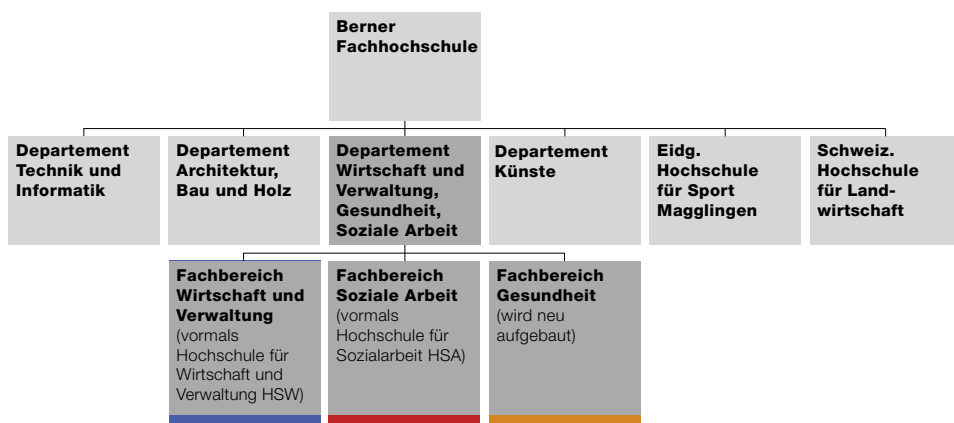 Berner
Fachhochschule
Departement
Technik und
Informatik
Departement
Architektur,
Bau und Holz
Departement
Wirtschaft und
Verwaltung,
Gesundheit,
Soziale Arbeit
Departement
Künste
Eidg.
Hochschule
für Sport
Magglingen
Schweiz.
Hochschule
für Land-
wirtschaft
Fachbereich
Wirtschaft und
Verwaltung
(vormals
Hochschule für
Wirtschaft und
Verwaltung HSW)
Fachbereich
Soziale Arbeit
(vormals
Hochschule für
Sozialarbeit HSA)
Fachbereich
Gesundheit
(wird neu
aufgebaut)